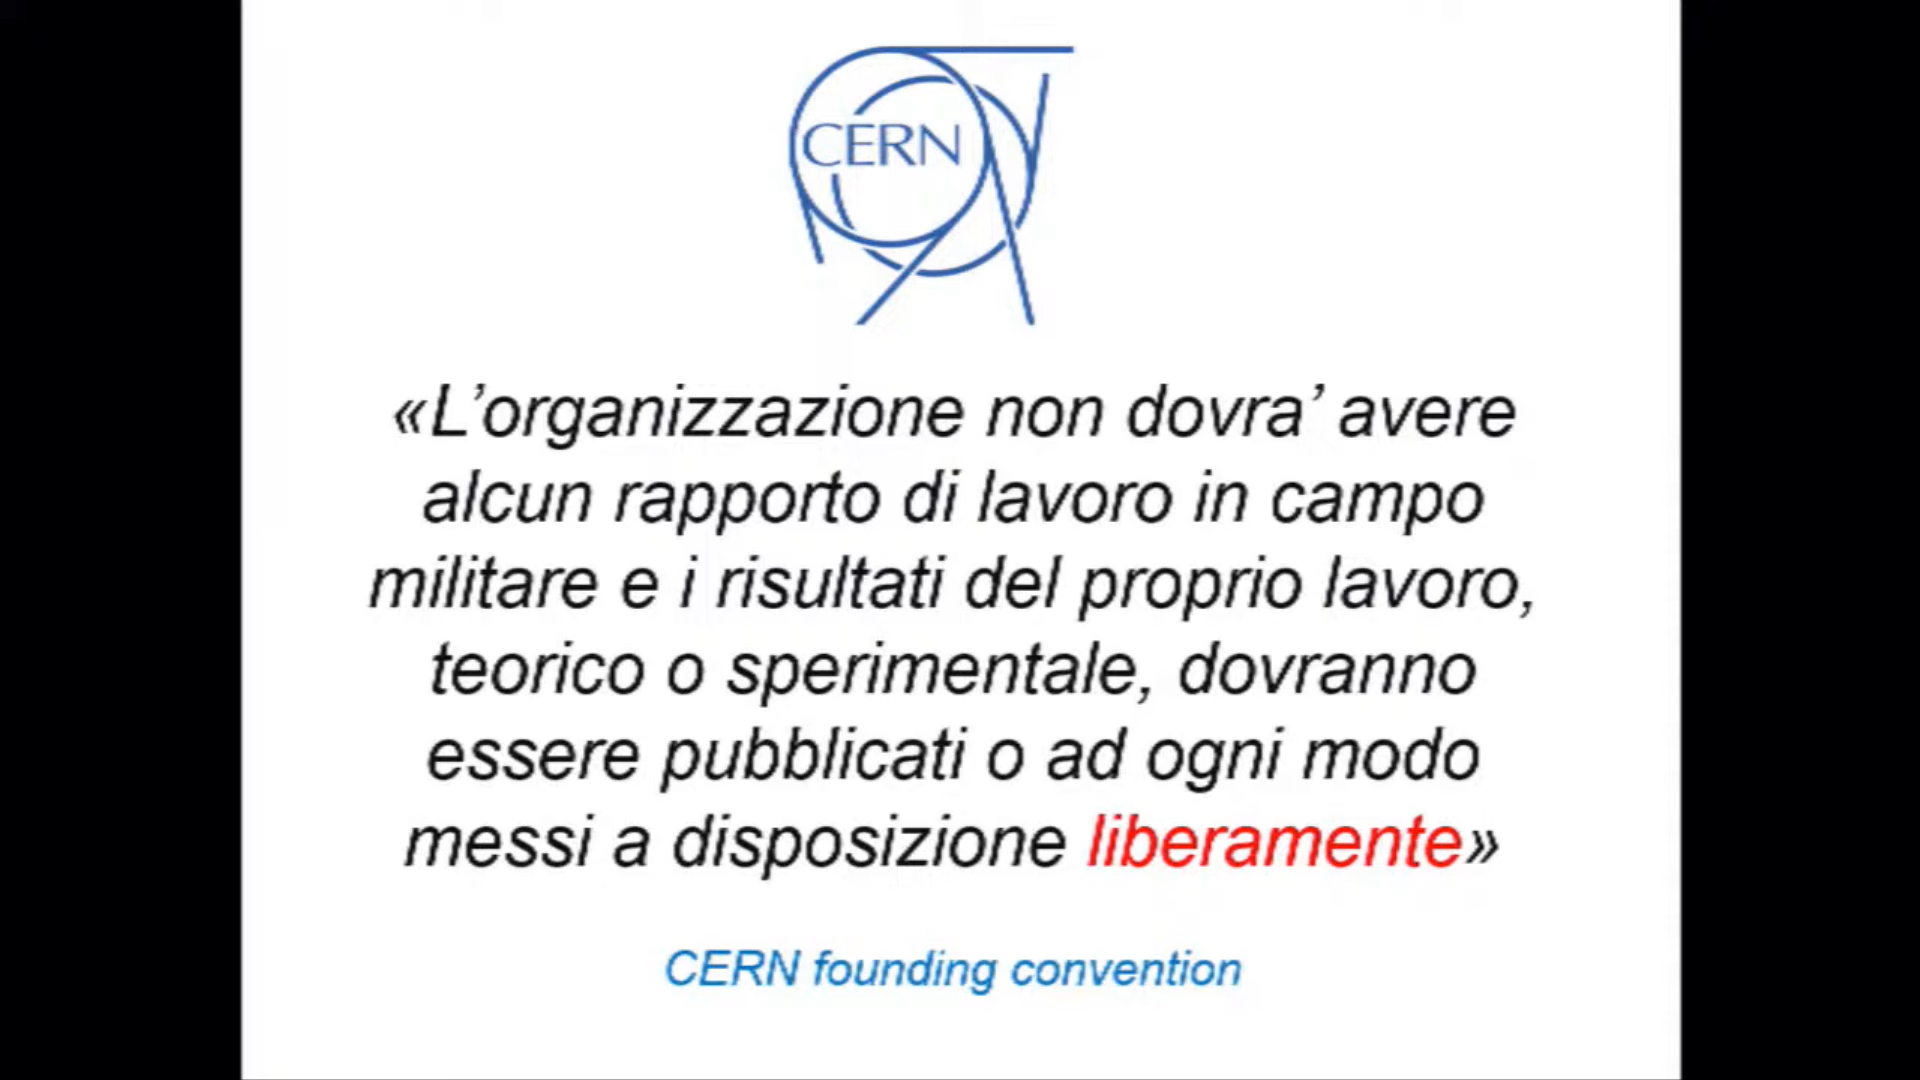 CERN
«L’organizzazione non dovra’ avere
alcun rapporto di lavoro in campo
militare e i risultati del proprio lavoro,
teorico o sperimentale, dovranno
essere pubblicati o ad ogni modo
messi a disposizione liberamente»
CERN founding convention